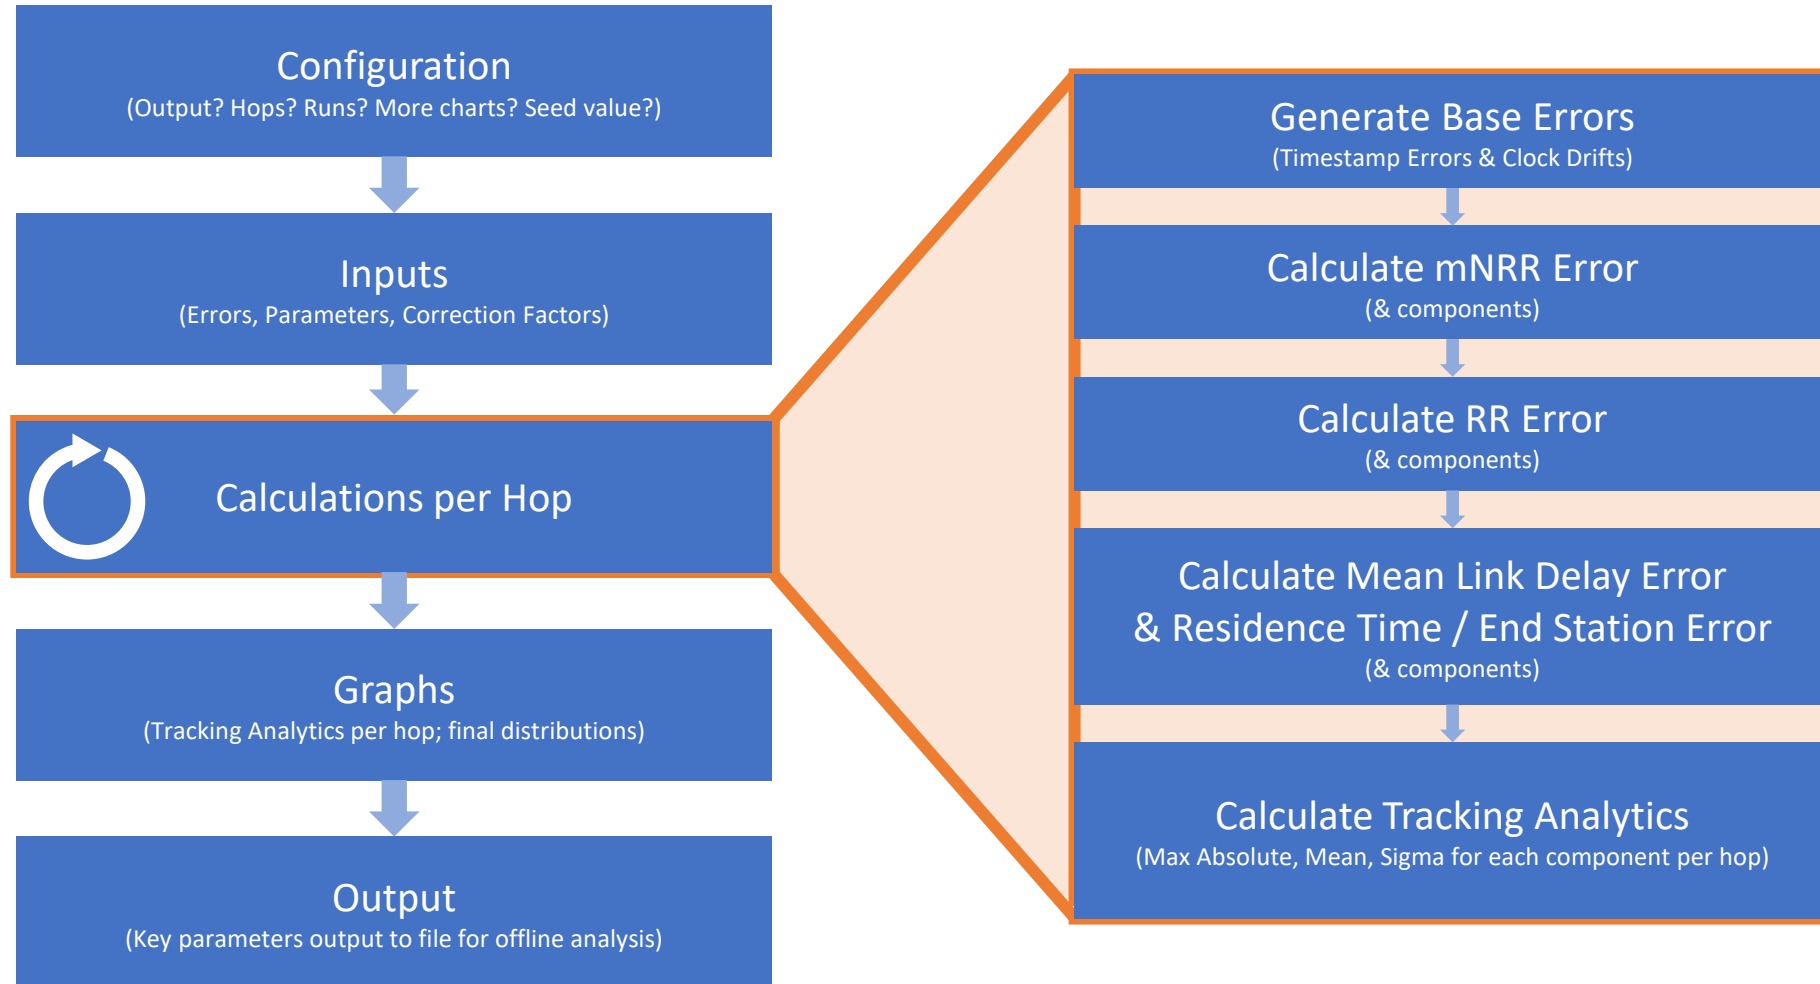 Configuration
(Output? Hops? Runs? More charts? Seed value?)
Inputs
(Errors, Parameters, Correction Factors)
Calculations per Hop
Graphs
(Tracking Analytics per hop; final distributions)
Output
(Key parameters output to file for offline analysis)
Generate Base Errors
(Timestamp Errors & Clock Drifts)
Calculate mNRR Error
(& components)
Calculate RR Error
(& components)
Calculate Mean Link Delay Error
& Residence Time / End Station Error
(& components)
Calculate Tracking Analytics
(Max Absolute, Mean, Sigma for each component per hop)